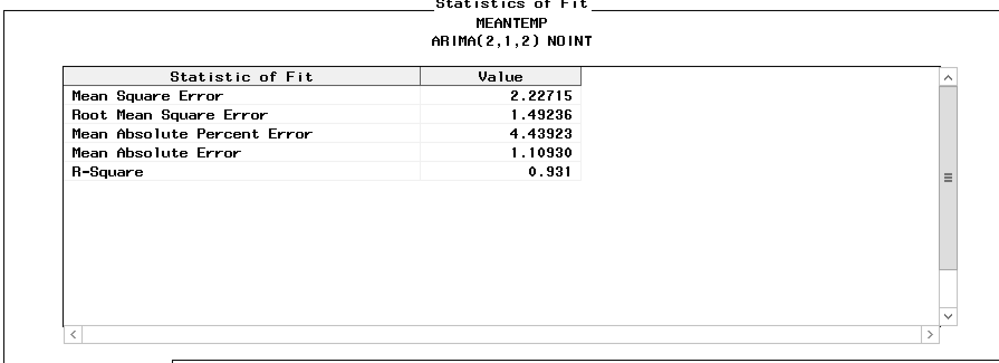 Statistics of Fit
MEANTEMP
ARIMA(2,1,2) NOINT
Statistic of Fit Value
Mean Square Error 2.22715
Root Mean Square Error 1.49236
Mean Absolute Percent Error 4.43923
Mean Absolute Error 1.10930
R-Square 0.931